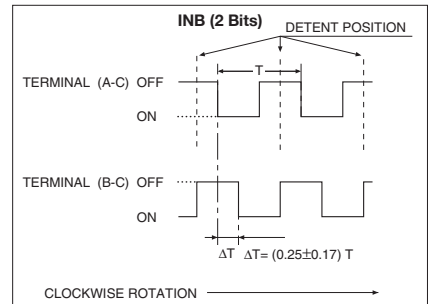 INB (2 Bits)
DETENT POSITION
T
TERMINAL (A-C) OFF
ON
TERMINAL (B-C) OFF
ON
ΔT ΔT= (0.25±0.17) T
CLOCKWISE ROTATION